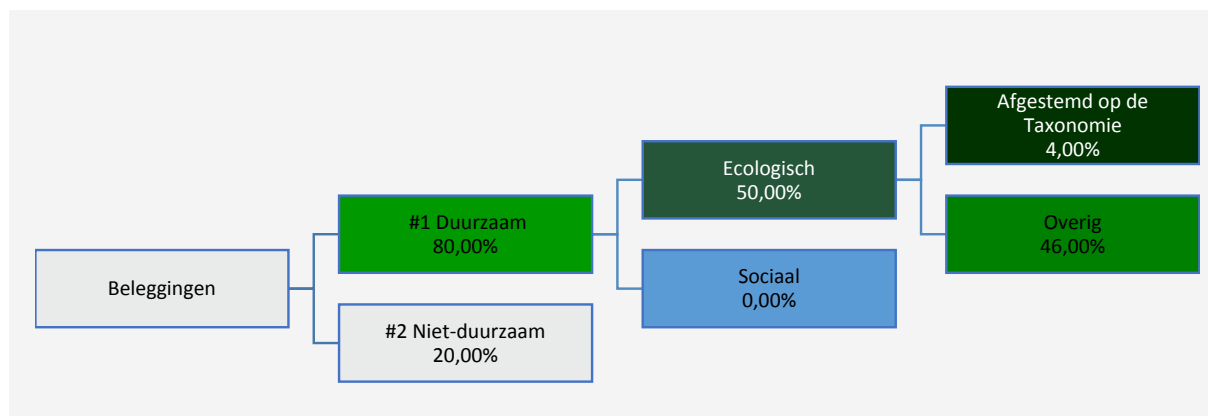 Beleggingen
#1 Duurzaam
80,00%
#2 Niet-duurzaam
20,00%
Ecologisch
50,00%
Sociaal
0,00%
Afgestemd op de
Taxonomie
4,00%
Overig
46,00%